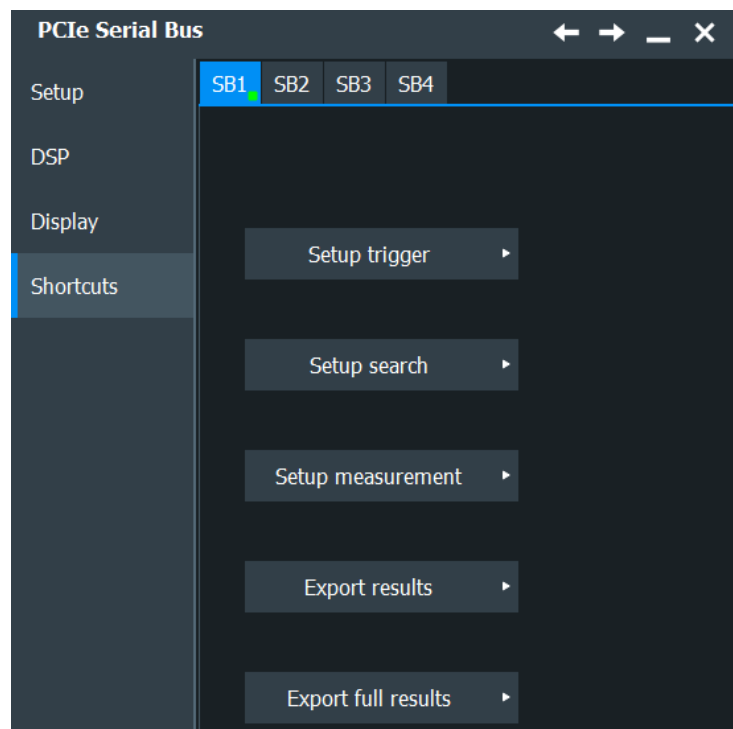 PCIe Serial Bus
Setup
DSP
Display
Shortcuts
SB1 SB2 SB3 SB4
Setup trigger
Setup search
Setup measurement
Export results
Export full results